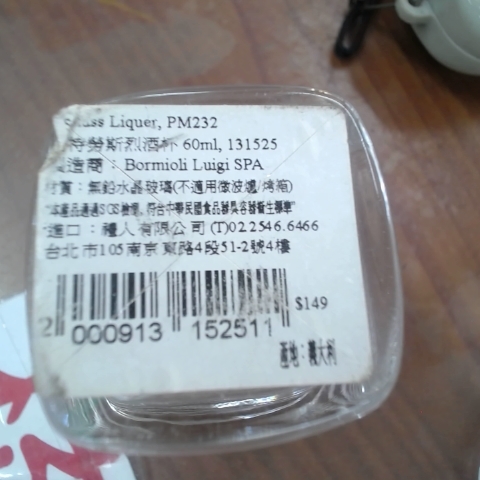 Liquer, PM232
特勞斯烈酒杯 60ml, 131525
製造商：Bormioli Luigi SPA
材質：無鉛水晶玻璃(不適用微波爐/烤箱)
"本產品通過SGS檢驗, 符合中華民國食品器具容器衛生標準"
進口：禮人有限公司 (T)02.2546.6466
台北市105南京東路4段51-2號4樓
$149
2 000913 152511
產地：義大利